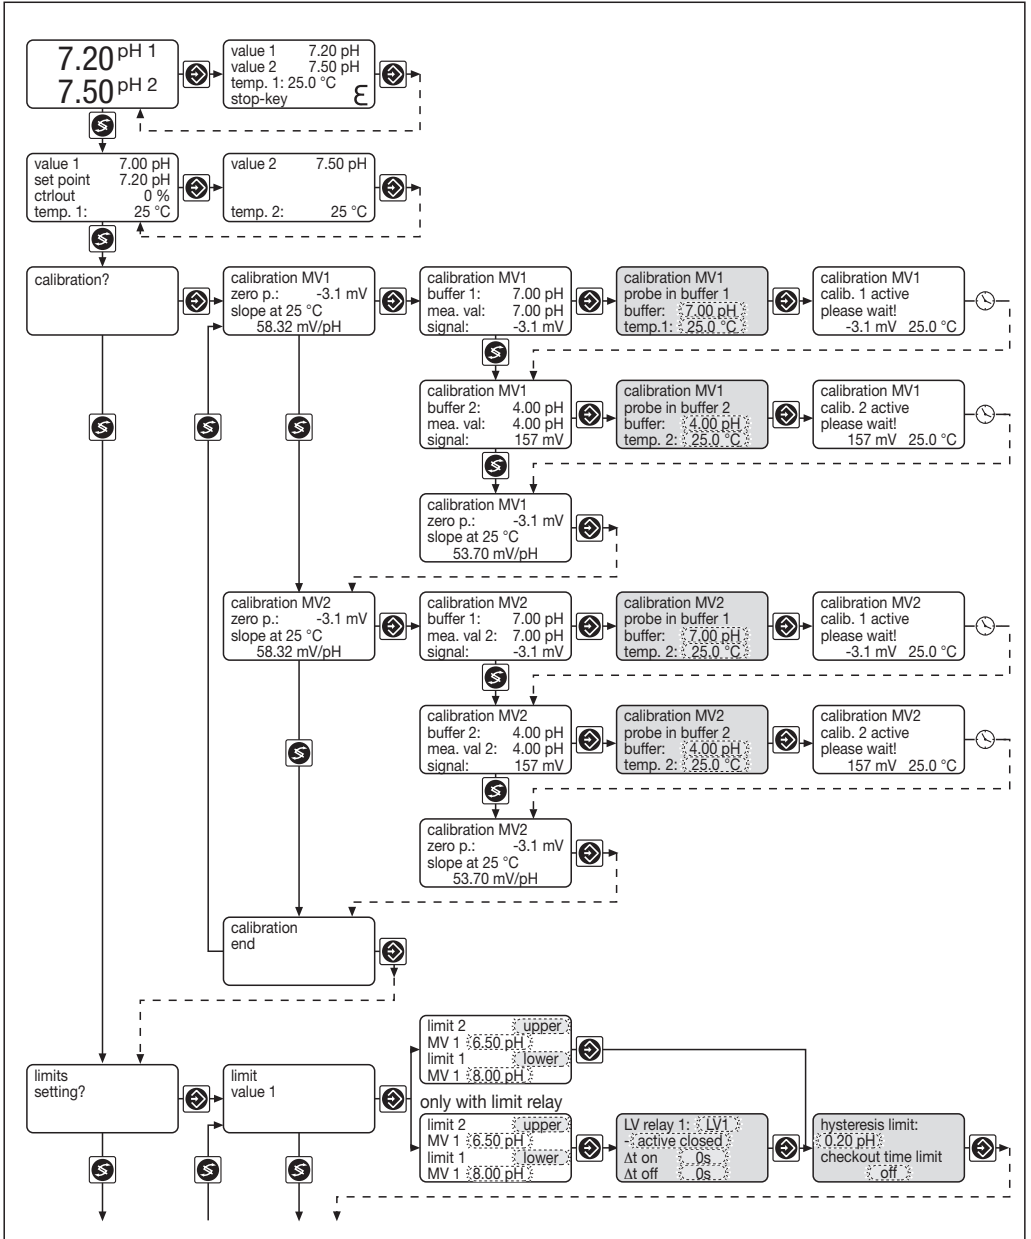 7.20 pH 1
7.50 pH 2
value 1 7.20 pH
value 2 7.50 pH
temp. 1: 25.0 °C
stop-key ε
value 1 7.00 pH
set point 7.20 pH
ctrlout 0 %
temp. 1: 25 °C
value 2 7.50 pH
temp. 2: 25 °C
calibration?
calibration MV1
zero p.: -3.1 mV
slope at 25 °C
58.32 mV/pH
calibration MV1
buffer 1: 7.00 pH
mea. val: 7.00 pH
signal: -3.1 mV
calibration MV1
probe in buffer 1
buffer: 7.00 pH
temp.1: 25.0 °C
calibration MV1
calib. 1 active
please wait!
-3.1 mV 25.0 °C
calibration MV1
buffer 2: 4.00 pH
mea. val: 4.00 pH
signal: 157 mV
calibration MV1
probe in buffer 2
buffer: 4.00 pH
temp. 2: 25.0 °C
calibration MV1
calib. 2 active
please wait!
157 mV 25.0 °C
calibration MV1
zero p.: -3.1 mV
slope at 25 °C
53.70 mV/pH
calibration MV2
zero p.: -3.1 mV
slope at 25 °C
58.32 mV/pH
calibration MV2
buffer 1: 7.00 pH
mea. val 2: 7.00 pH
signal: -3.1 mV
calibration MV2
probe in buffer 1
buffer: 7.00 pH
temp. 2: 25.0 °C
calibration MV2
calib. 1 active
please wait!
-3.1 mV 25.0 °C
calibration MV2
buffer 2: 4.00 pH
mea. val 2: 4.00 pH
signal: 157 mV
calibration MV2
probe in buffer 2
buffer: 4.00 pH
temp. 2: 25.0 °C
calibration MV2
calib. 2 active
please wait!
157 mV 25.0 °C
calibration MV2
zero p.: -3.1 mV
slope at 25 °C
53.70 mV/pH
calibration
end
limits
setting?
limit
value 1
limit 2 upper
MV 1 6.50 pH
limit 1 lower
MV 1 8.00 pH
only with limit relay
limit 2 upper
MV 1 6.50 pH
limit 1 lower
MV 1 8.00 pH
LV relay 1: LV1
- active closed
Δt on 0s
Δt off 0s
hysteresis limit:
0.20 pH
checkout time limit
off